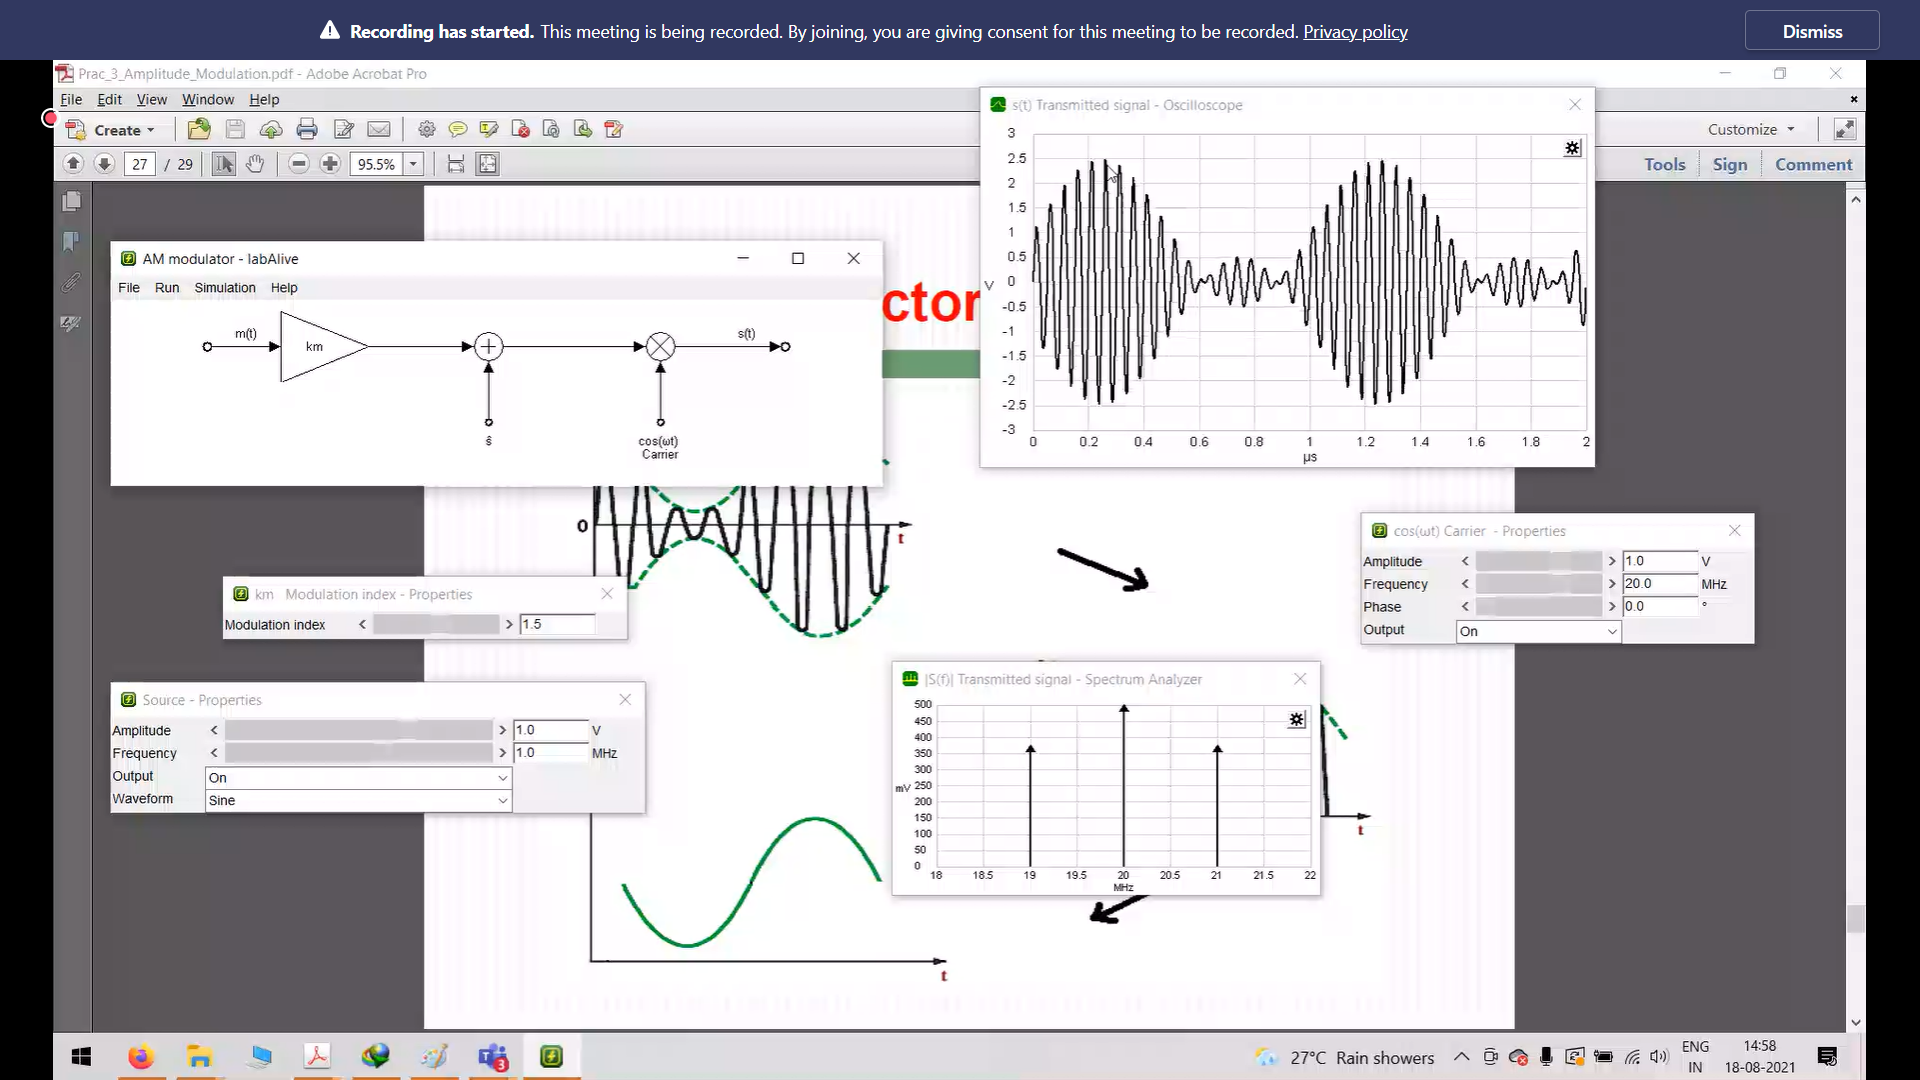 Recording has started. This meeting is being recorded. By joining, you are giving consent for this meeting to be recorded. Privacy policy
Dismiss
Prac_3_Amplitude_Modulation.pdf - Adobe Acrobat Pro
File Edit View Window Help
Create
Customize
27 / 29
95.5%
Tools Sign Comment
s(t) Transmitted signal - Oscilloscope
3
2.5
2
1.5
1
0.5
0
-0.5
-1
-1.5
-2
-2.5
-3
V
0 0.2 0.4 0.6 0.8 1 1.2 1.4 1.6 1.8 2
µs
AM modulator - labAlive
File Run Simulation Help
m(t)
km
s(t)
ŝ
cos(ωt)
Carrier
ctor
0
t
cos(ωt) Carrier - Properties
Amplitude < > 1.0 V
Frequency < > 20.0 MHz
Phase < > 0.0 °
Output On
km Modulation index - Properties
Modulation index < > 1.5
Source - Properties
Amplitude < > 1.0 V
Frequency < > 1.0 MHz
Output On
Waveform Sine
|S(f)| Transmitted signal - Spectrum Analyzer
500
450
400
350
300
250
200
150
100
50
0
mV
18 18.5 19 19.5 20 20.5 21 21.5 22
MHz
t
t
3
27°C Rain showers
ENG
IN
14:58
18-08-2021